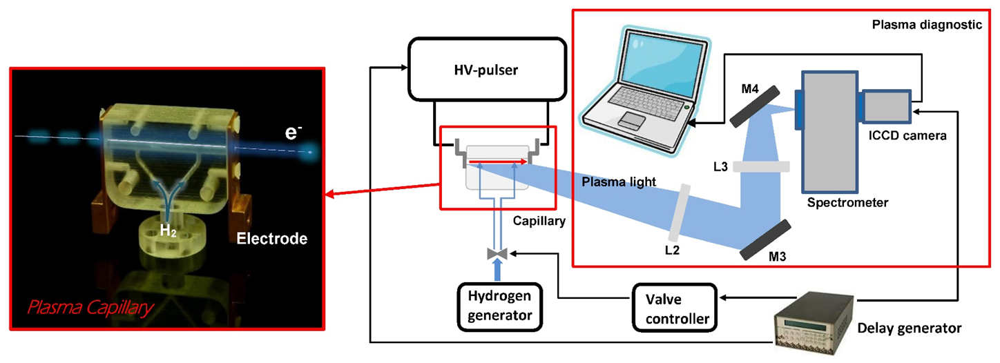 e-
H2
Electrode
Plasma Capillary
HV-pulser
Capillary
Hydrogen
generator
Valve
controller
Delay generator
Plasma diagnostic
Plasma light
L2
M3
L3
M4
Spectrometer
ICCD camera